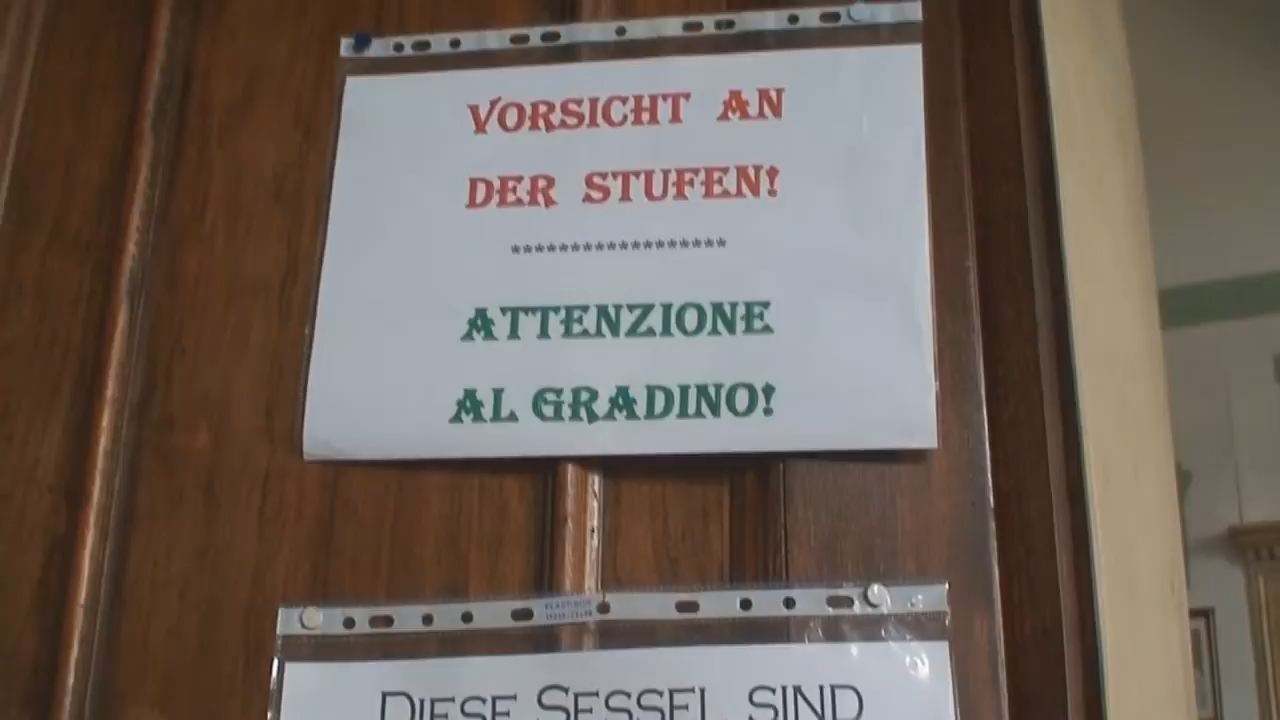 VORSICHT AN
DER STUFEN!
******************
ATTENZIONE
AL GRADINO!
DIESE SESSEL SIND